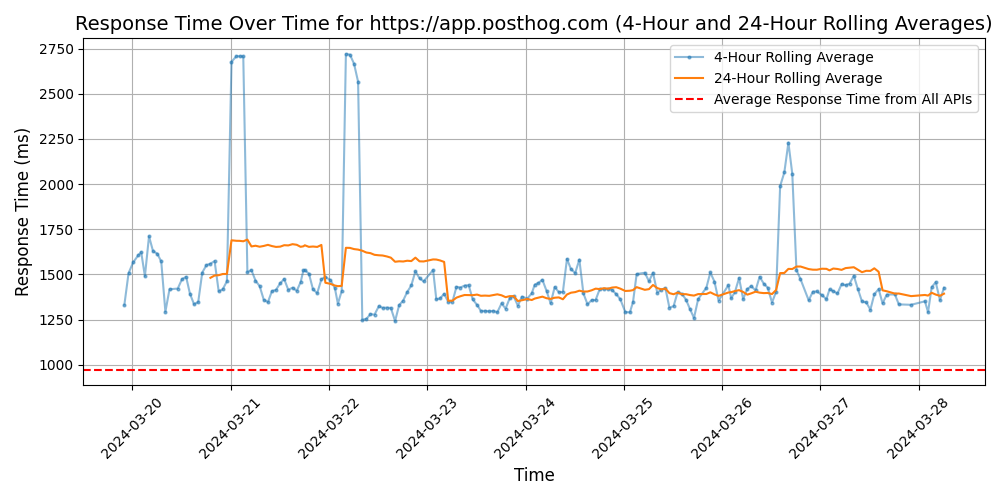 Response Time Over Time for https://app.posthog.com (4-Hour and 24-Hour Rolling Averages)
4-Hour Rolling Average
24-Hour Rolling Average
Average Response Time from All APIs
Response Time (ms)
2750
2500
2250
2000
1750
1500
1250
1000
2024-03-20
2024-03-21
2024-03-22
2024-03-23
2024-03-24
2024-03-25
2024-03-26
2024-03-27
2024-03-28
Time